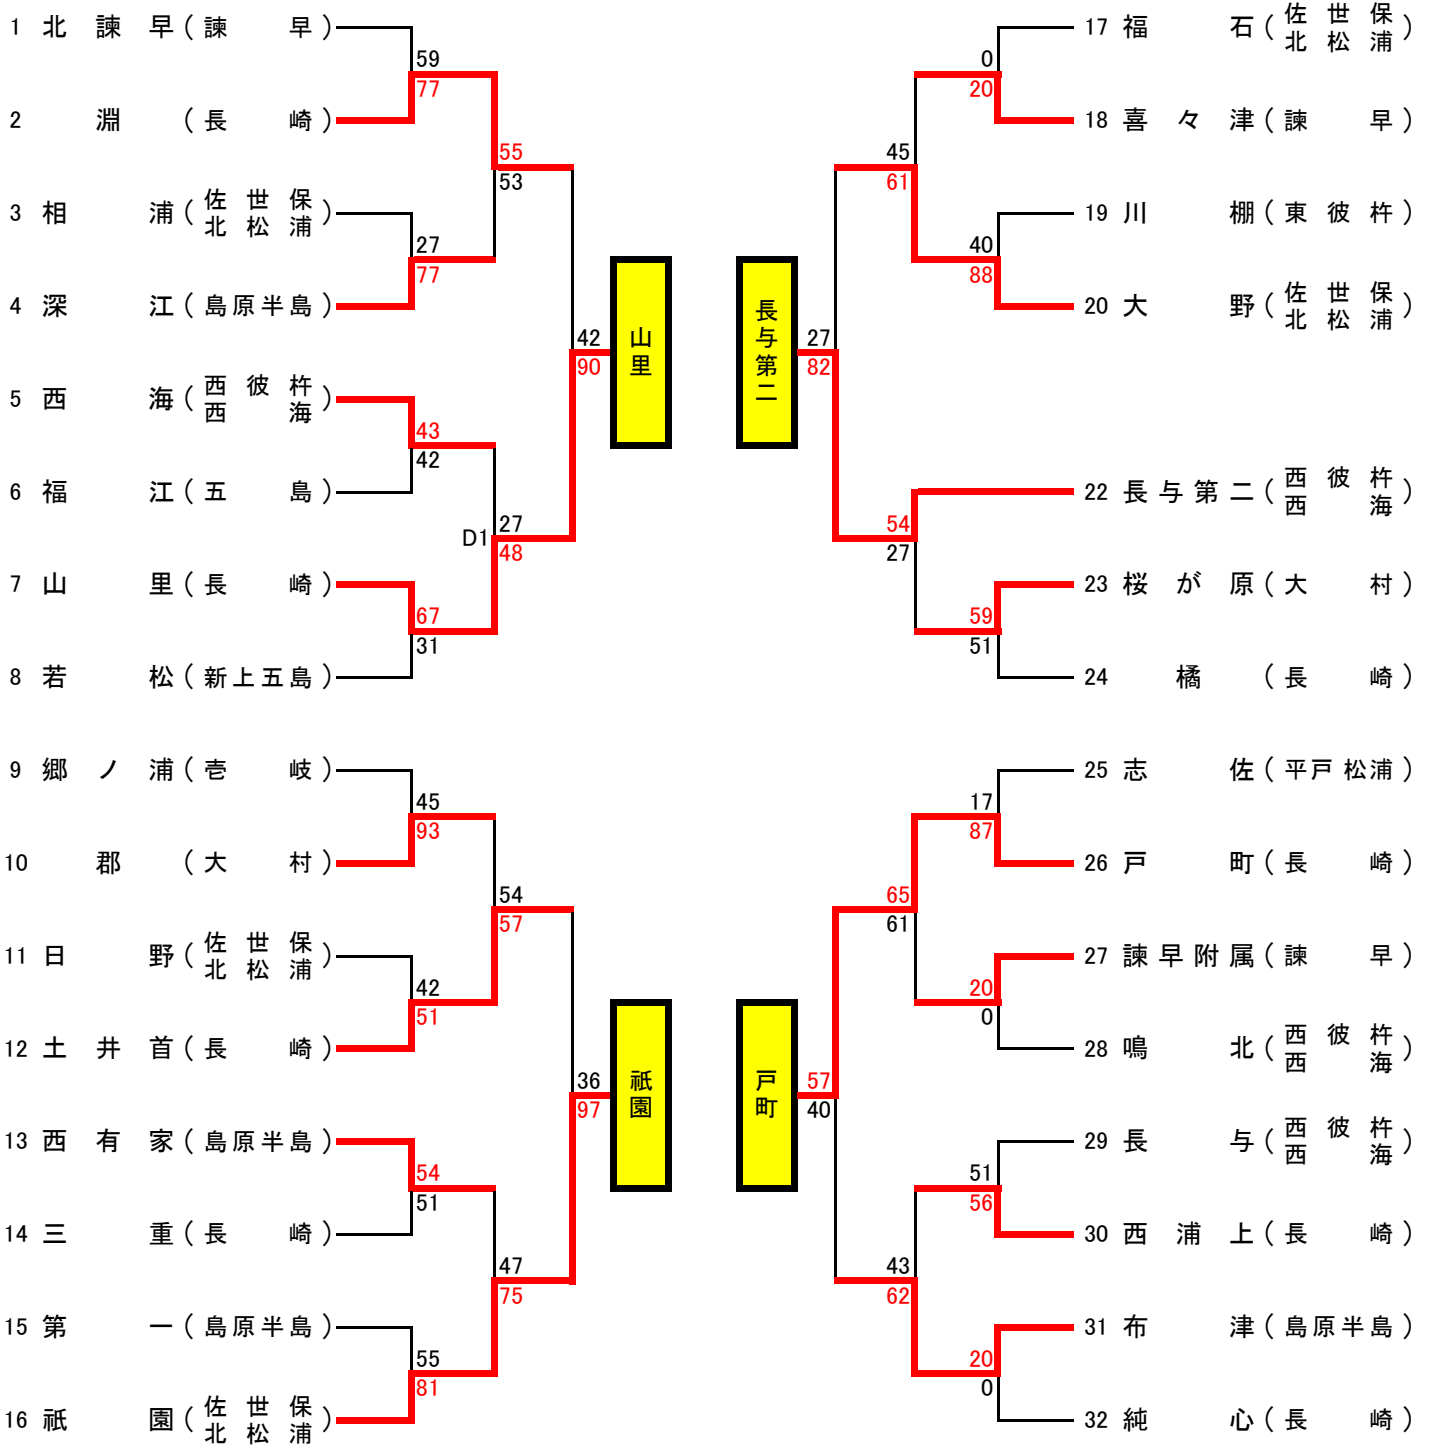 1 北諫早(諫早)
59
77
2 淵(長崎)
55
53
3 相浦(佐世保
北松浦)
27
77
4 深江(島原半島)
42
90
山里
5 西海(西彼杵
西海)
43
42
6 福江(五島)
D1
27
48
7 山里(長崎)
67
31
8 若松(新上五島)
9 郷ノ浦(壱岐)
45
93
10 郡(大村)
54
57
11 日野(佐世保
北松浦)
42
51
12 土井首(長崎)
36
97
祇園
13 西有家(島原半島)
54
51
14 三重(長崎)
47
75
15 第一(島原半島)
55
81
16 祇園(佐世保
北松浦)
17 福石(佐世保
北松浦)
0
20
18 喜々津(諫早)
45
61
19 川棚(東彼杵)
40
88
20 大野(佐世保
北松浦)
長与第二
27
82
22 長与第二(西彼杵
西海)
54
27
23 桜が原(大村)
59
51
24 橘(長崎)
25 志佐(平戸松浦)
17
87
26 戸町(長崎)
65
61
27 諫早附属(諫早)
20
0
28 鳴北(西彼杵
西海)
戸町
57
40
29 長与(西彼杵
西海)
51
56
30 西浦上(長崎)
43
62
31 布津(島原半島)
20
0
32 純心(長崎)